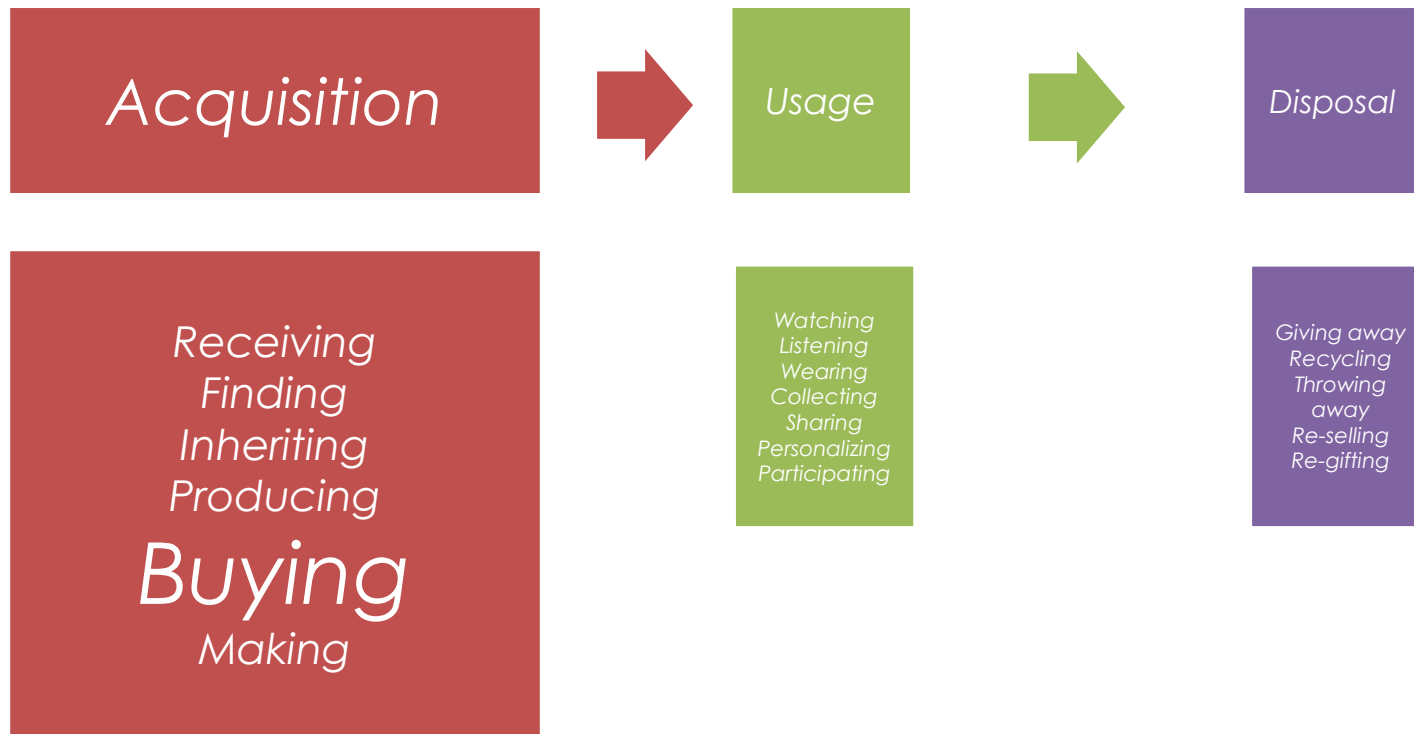 Acquisition
Usage
Disposal
Receiving
Finding
Inheriting
Producing
Buying
Making
Watching
Listening
Wearing
Collecting
Sharing
Personalizing
Participating
Giving away
Recycling
Throwing
away
Re-selling
Re-gifting